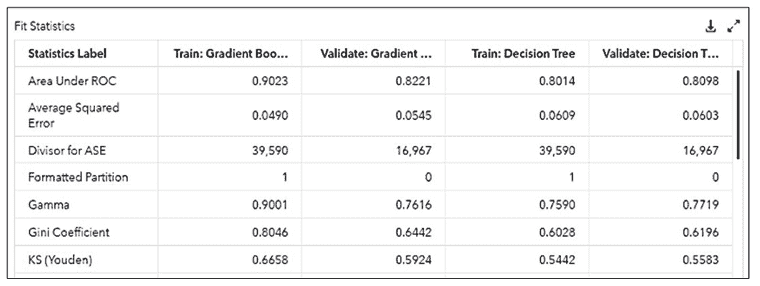 Fit Statistics
Statistics Label Train: Gradient Boo... Validate: Gradient ... Train: Decision Tree Validate: Decision T...
Area Under ROC 0.9023 0.8221 0.8014 0.8098
Average Squared
Error 0.0490 0.0545 0.0609 0.0603
Divisor for ASE 39,590 16,967 39,590 16,967
Formatted Partition 1 0 1 0
Gamma 0.9001 0.7616 0.7590 0.7719
Gini Coefficient 0.8046 0.6442 0.6028 0.6196
KS (Youden) 0.6658 0.5924 0.5442 0.5583